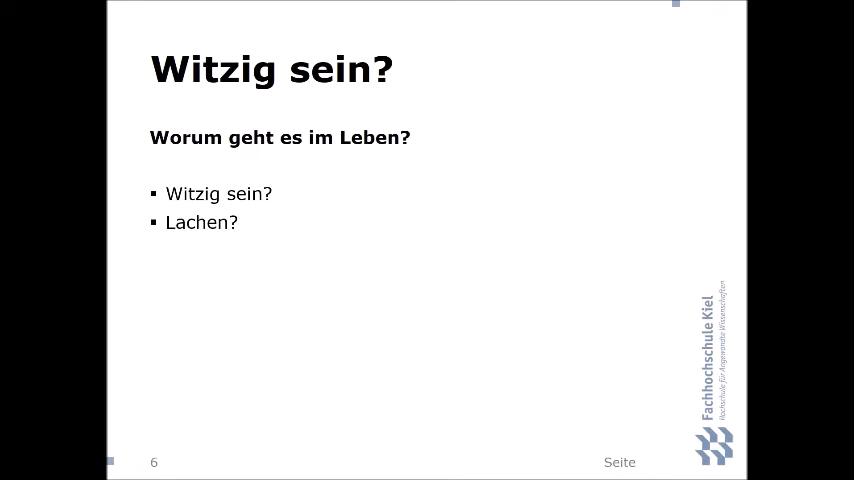 Witzig sein?
Worum geht es im Leben?
▪ Witzig sein?
▪ Lachen?
Fachhochschule Kiel
Hochschule für Angewandte Wissenschaften
6
Seite